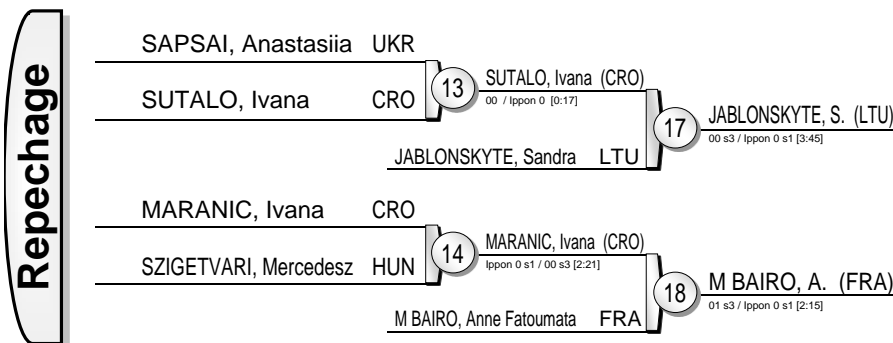 Repechage
SAPSAI, Anastasiia UKR
SUTALO, Ivana CRO
13
SUTALO, Ivana (CRO)
00 / Ippon 0 [0:17]
JABLONSKYTE, Sandra LTU
17
JABLONSKYTE, S. (LTU)
00 s3 / Ippon 0 s1 [3:45]
MARANIC, Ivana CRO
SZIGETVARI, Mercedesz HUN
14
MARANIC, Ivana (CRO)
Ippon 0 s1 / 00 s3 [2:21]
M BAIRO, Anne Fatoumata FRA
18
M BAIRO, A. (FRA)
01 s3 / Ippon 0 s1 [2:15]